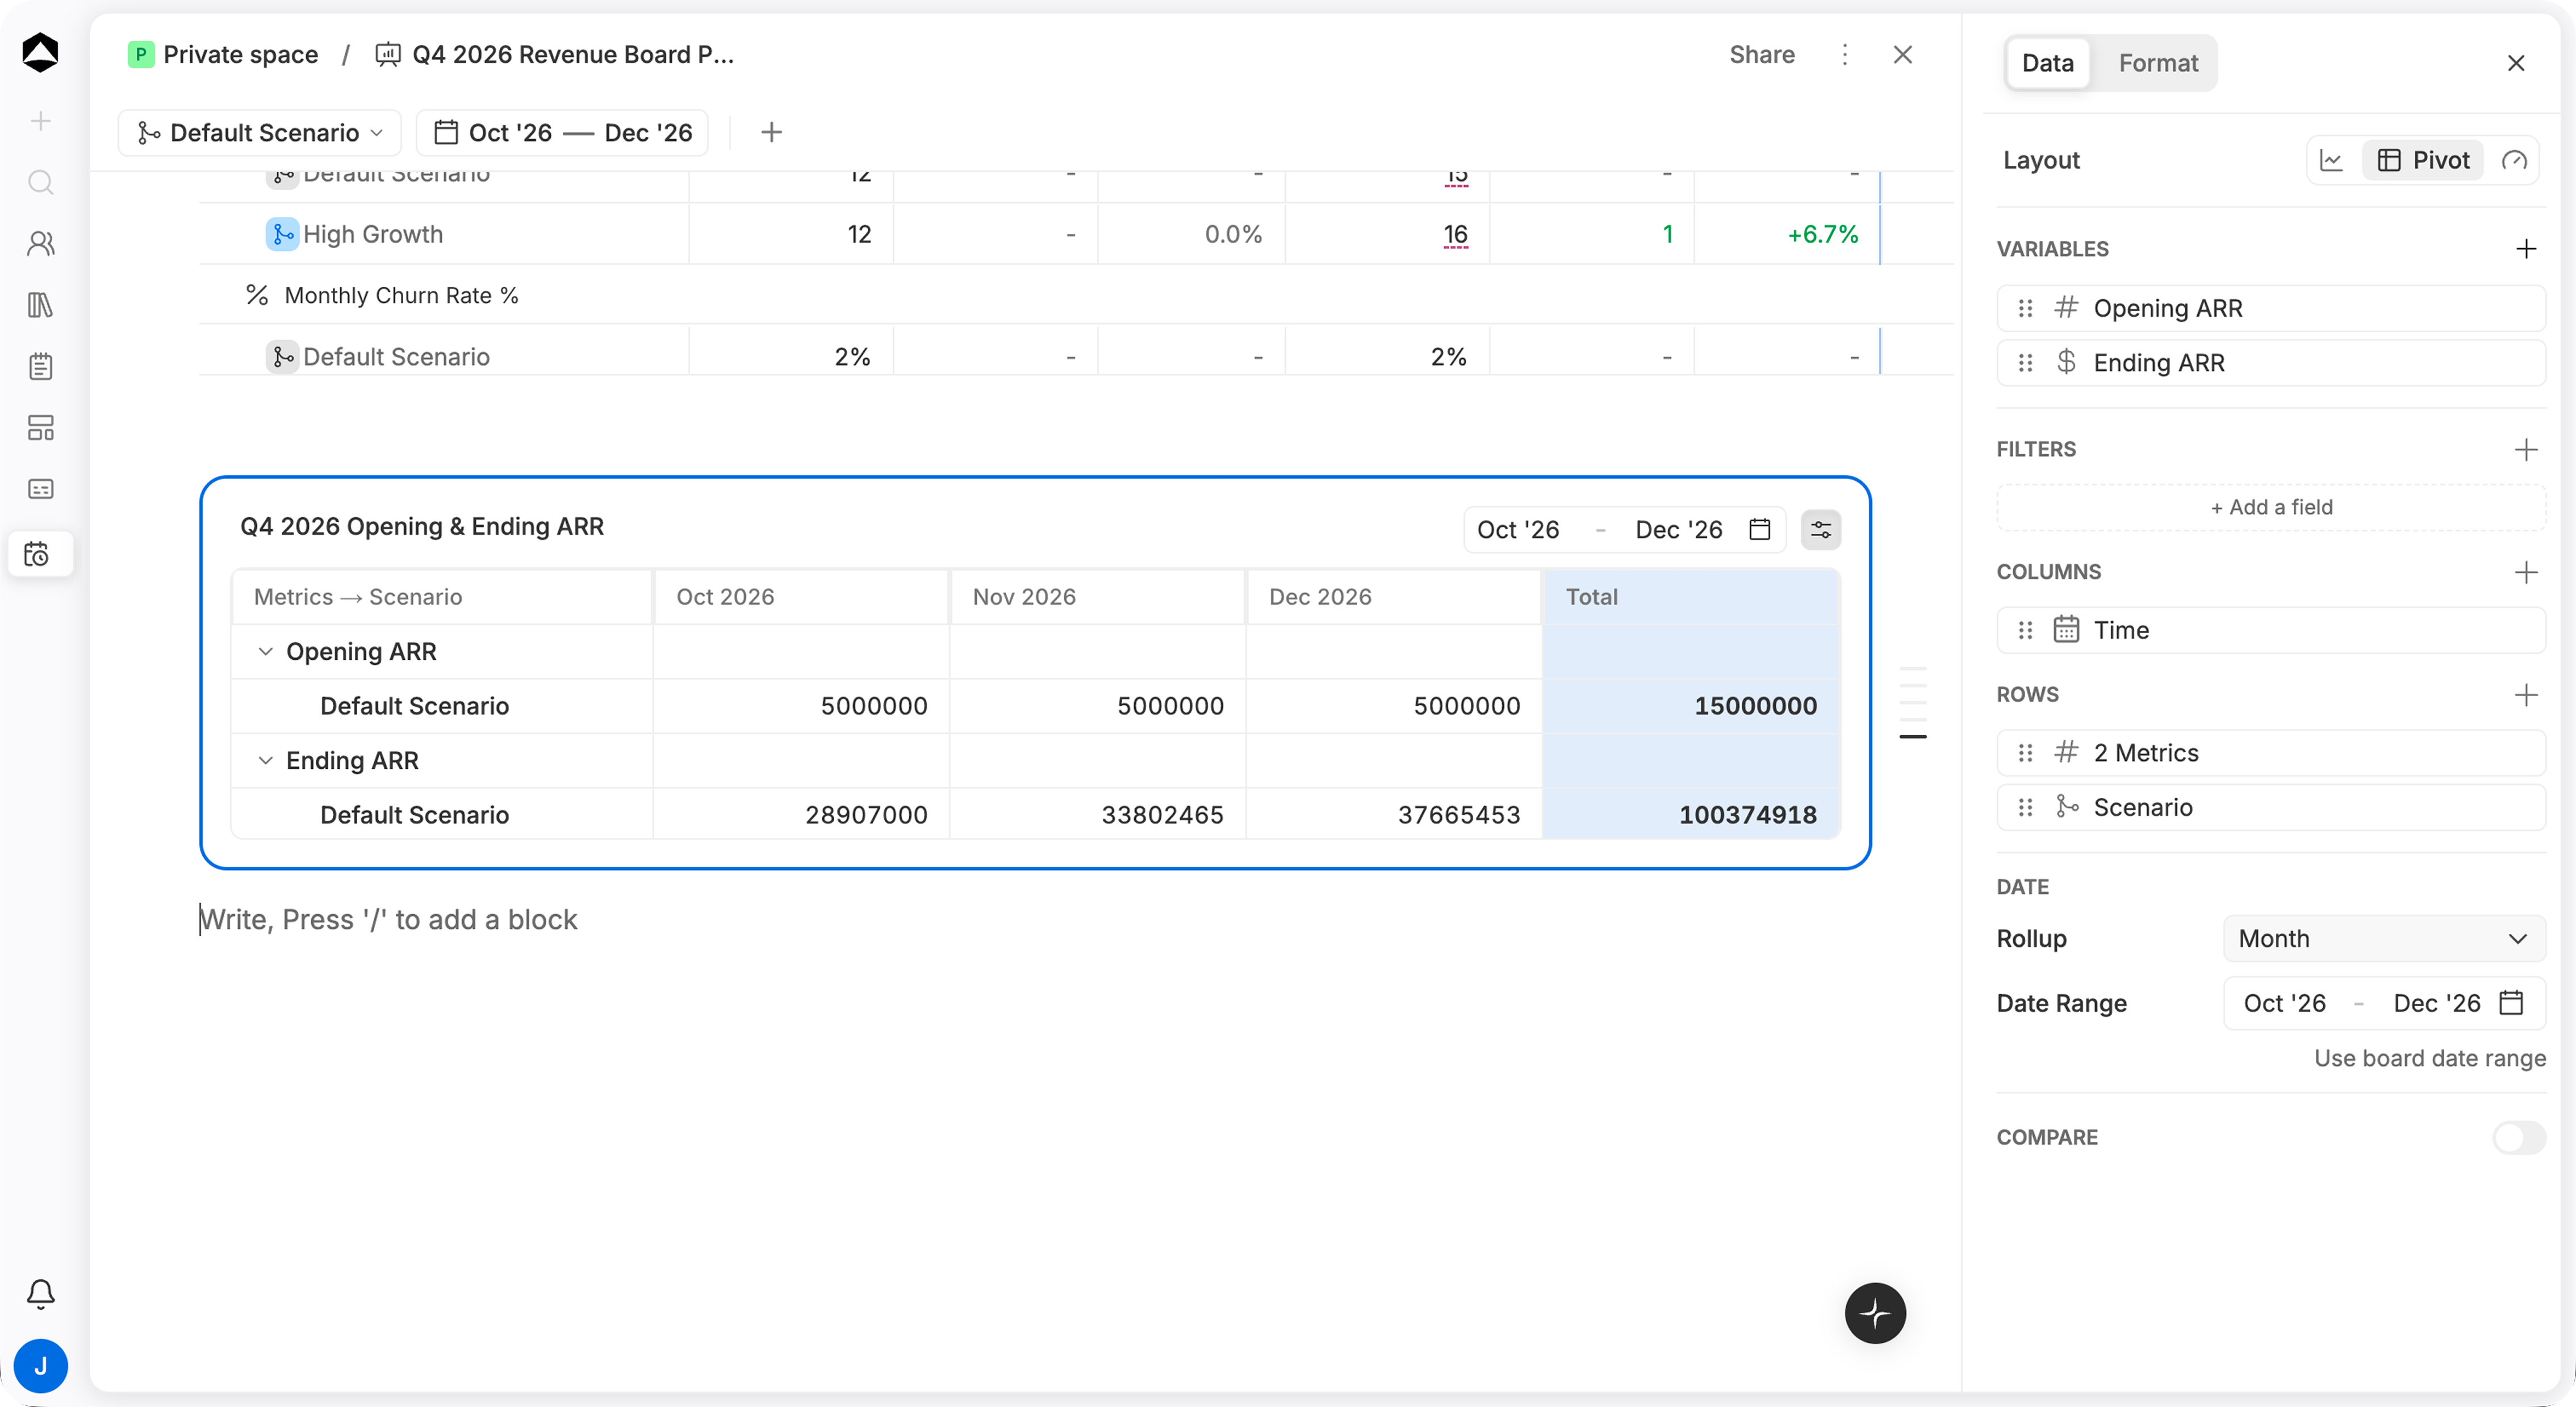 P Private space / Q4 2026 Revenue Board P...
Share
Default Scenario
Oct '26 — Dec '26
Default Scenario 12 - - 15 - -
High Growth 12 - 0.0% 16 1 +6.7%
% Monthly Churn Rate %
Default Scenario 2% - - 2% - -
Q4 2026 Opening & Ending ARR
Oct '26 - Dec '26
Metrics → Scenario Oct 2026 Nov 2026 Dec 2026 Total
Opening ARR
Default Scenario 5000000 5000000 5000000 15000000
Ending ARR
Default Scenario 28907000 33802465 37665453 100374918
Write, Press '/' to add a block
J
Data Format
Layout Pivot
VARIABLES
# Opening ARR
$ Ending ARR
FILTERS
+ Add a field
COLUMNS
Time
ROWS
# 2 Metrics
Scenario
DATE
Rollup Month
Date Range Oct '26 - Dec '26
Use board date range
COMPARE